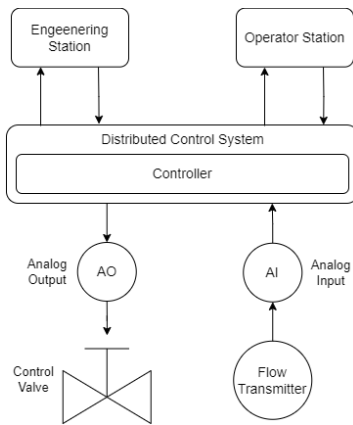 Engeenering
Station
Operator Station
Distributed Control System
Controller
Analog
Output
AO
AI
Analog
Input
Control
Valve
Flow
Transmitter